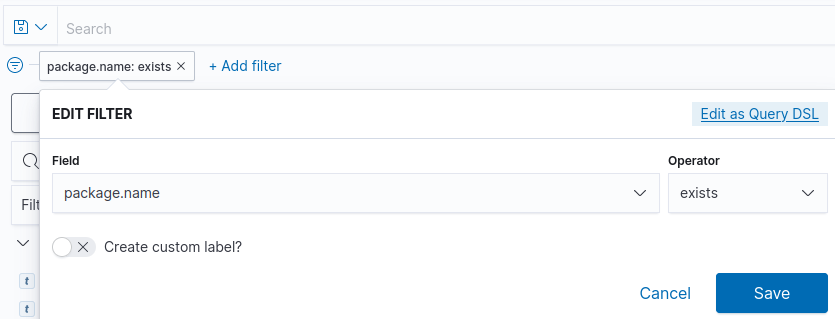 Search
package.name: exists × + Add filter
EDIT FILTER Edit as Query DSL
Field Operator
package.name exists
Filt
Create custom label?
t
Cancel Save
t